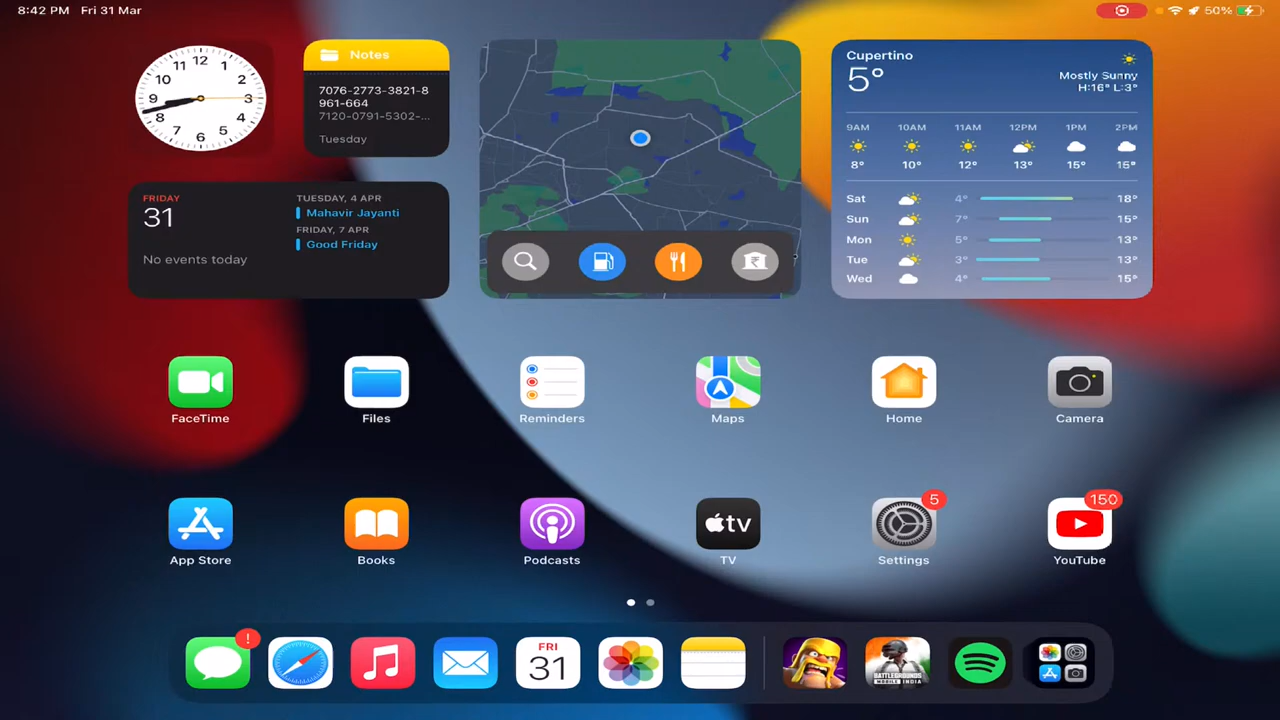 8:42 PM Fri 31 Mar
50%
12
1
2
3
4
5
6
7
8
9
10
11
Notes
7076-2773-3821-8
961-664
7120-0791-5302-...
Tuesday
Cupertino
5°
Mostly Sunny
H:16° L:3°
9AM 10AM 11AM 12PM 1PM 2PM
8° 10° 12° 13° 15° 15°
Sat 4° 18°
Sun 7° 15°
Mon 5° 13°
Tue 3° 13°
Wed 4° 15°
FRIDAY
31
No events today
TUESDAY, 4 APR
Mahavir Jayanti
FRIDAY, 7 APR
Good Friday
₹
FaceTime
Files
Reminders
Maps
Home
Camera
tv
5
150
App Store
Books
Podcasts
TV
Settings
YouTube
!
FRI
31
BATTLEGROUNDS
MOBILE INDIA